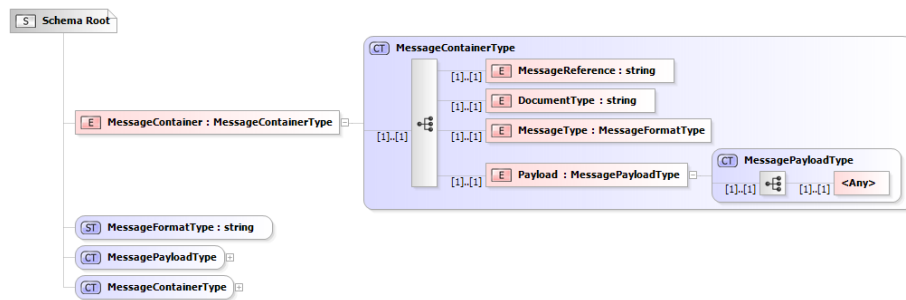 S Schema Root
CT MessageContainerType
[1]..[1] E MessageReference : string
[1]..[1] E DocumentType : string
E MessageContainer : MessageContainerType
[1]..[1] [1]..[1] E MessageType : MessageFormatType
CT MessagePayloadType
[1]..[1] E Payload : MessagePayloadType
[1]..[1] [1]..[1] <Any>
ST MessageFormatType : string
CT MessagePayloadType
CT MessageContainerType